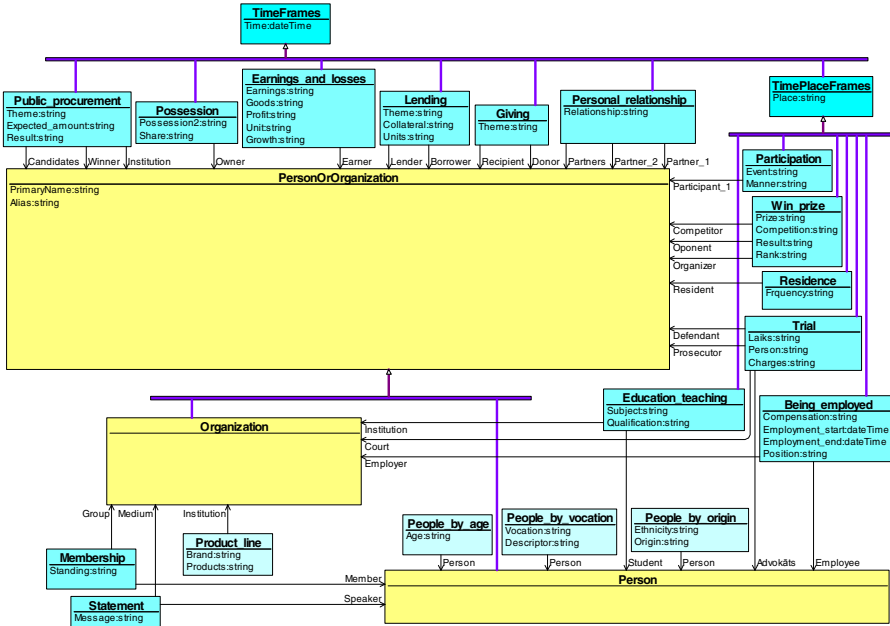 TimeFrames
Time:dateTime
Public_procurement
Theme:string
Expected_amount:string
Result:string
Possession
Possession2:string
Share:string
Earnings_and_losses
Earnings:string
Goods:string
Profit:string
Unit:string
Growth:string
Lending
Theme:string
Collateral:string
Units:string
Giving
Theme:string
Personal_relationship
Relationship:string
TimePlaceFrames
Place:string
Candidates
Winner
Institution
Owner
Earner
Lender
Borrower
Recipient
Donor
Partners
Partner_2
Partner_1
PersonOrOrganization
PrimaryName:string
Alias:string
Participation
Event:string
Manner:string
Participant_1
Win_prize
Prize:string
Competition:string
Result:string
Rank:string
Competitor
Oponent
Organizer
Residence
Frquency:string
Resident
Trial
Laiks:string
Person:string
Charges:string
Defendant
Prosecutor
Education_teaching
Subject:string
Qualification:string
Being_employed
Compensation:string
Employment_start:dateTime
Employment_end:dateTime
Position:string
Organization
Institution
Court
Employer
Group
Medium
Institution
Product_line
Brand:string
Products:string
People_by_age
Age:string
People_by_vocation
Vocation:string
Descriptor:string
People_by_origin
Ethnicity:string
Origin:string
Membership
Standing:string
Person
Person
Student
Person
Advokāts
Employee
Member
Person
Statement
Message:string
Speaker